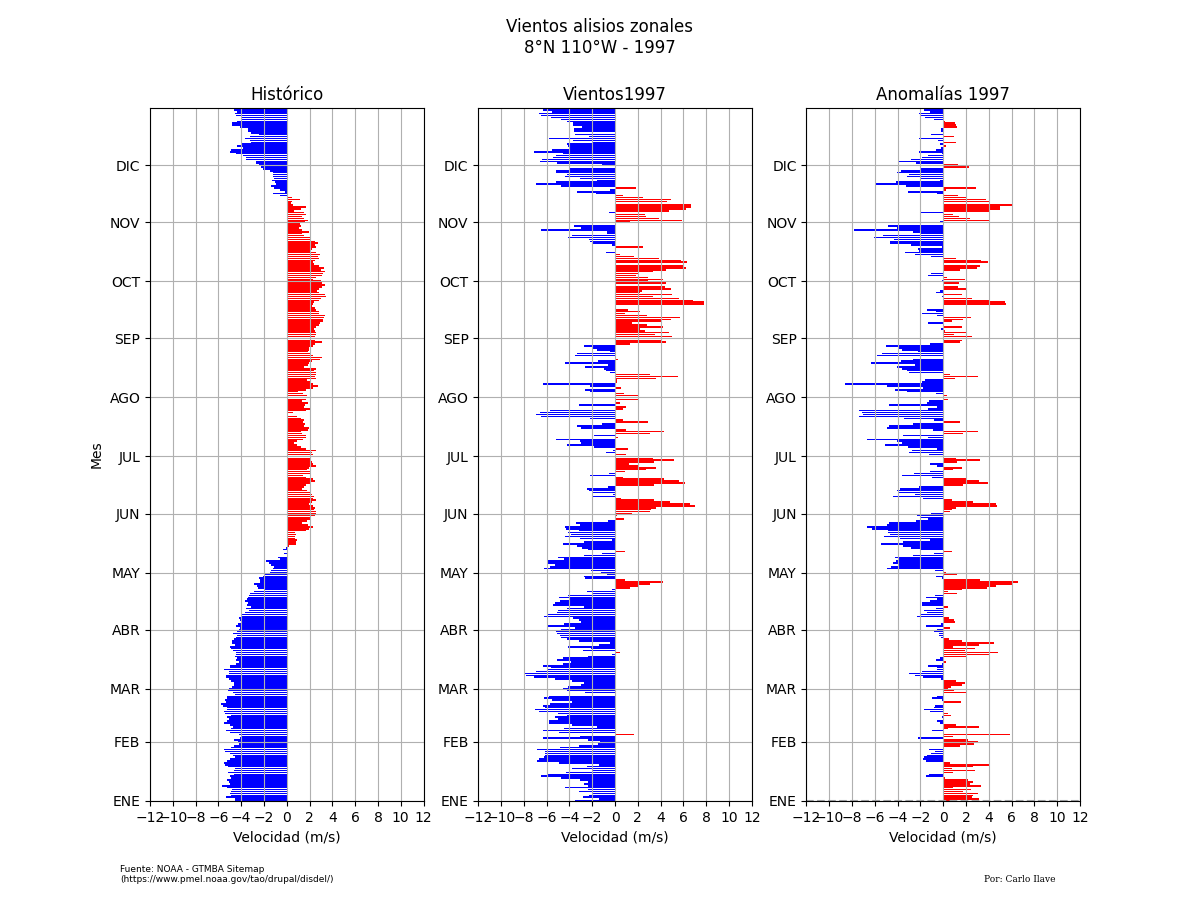 Vientos alisios zonales
8°N 110°W - 1997
Histórico
Vientos1997
Anomalías 1997
Mes
DIC
NOV
OCT
SEP
AGO
JUL
JUN
MAY
ABR
MAR
FEB
ENE
−12 −10 −8 −6 −4 −2 0 2 4 6 8 10 12
Velocidad (m/s)
DIC
NOV
OCT
SEP
AGO
JUL
JUN
MAY
ABR
MAR
FEB
ENE
−12 −10 −8 −6 −4 −2 0 2 4 6 8 10 12
Velocidad (m/s)
DIC
NOV
OCT
SEP
AGO
JUL
JUN
MAY
ABR
MAR
FEB
ENE
−12 −10 −8 −6 −4 −2 0 2 4 6 8 10 12
Velocidad (m/s)
Fuente: NOAA - GTMBA Sitemap
(https://www.pmel.noaa.gov/tao/drupal/disdel/)
Por: Carlo Ilave